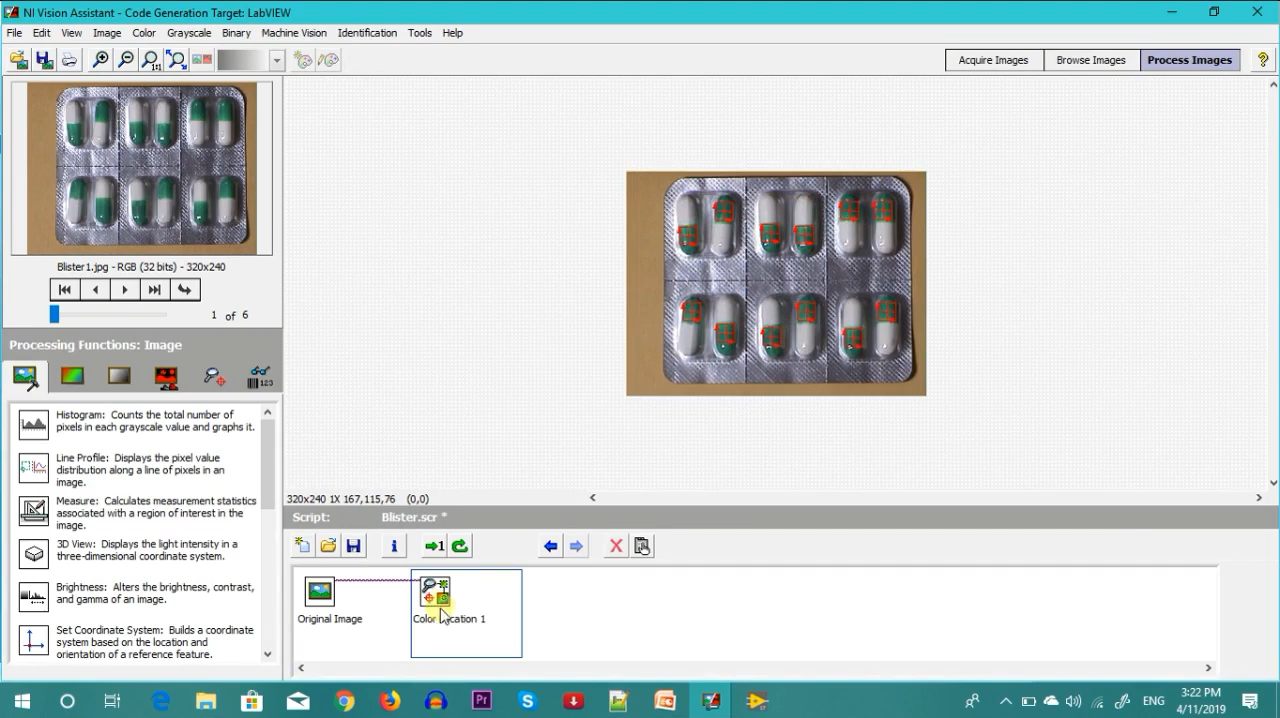 NI Vision Assistant - Code Generation Target: LabVIEW
File Edit View Image Color Grayscale Binary Machine Vision Identification Tools Help
1:1
Acquire Images Browse Images Process Images ?
Blister1.jpg - RGB (32 bits) - 320x240
1 of 6
Processing Functions: Image
123
Histogram: Counts the total number of
pixels in each grayscale value and graphs it.
Line Profile: Displays the pixel value
distribution along a line of pixels in an
image.
Measure: Calculates measurement statistics
associated with a region of interest in the
image.
3D View: Displays the light intensity in a
three-dimensional coordinate system.
Brightness: Alters the brightness, contrast,
and gamma of an image.
Set Coordinate System: Builds a coordinate
system based on the location and
orientation of a reference feature.
320x240 1X 167,115,76 (0,0)
Script: Blister.scr *
1
Original Image
Color cation 1
ENG
3:22 PM
4/11/2019